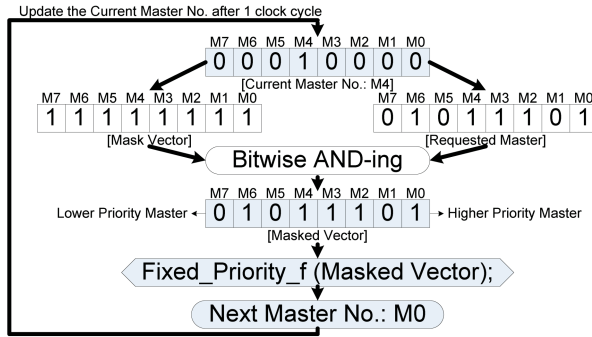 Update the Current Master No. after 1 clock cycle
M7 M6 M5 M4 M3 M2 M1 M0
0 0 0 1 0 0 0 0
[Current Master No.: M4]
M7 M6 M5 M4 M3 M2 M1 M0
1 1 1 1 1 1 1 1
[Mask Vector]
M7 M6 M5 M4 M3 M2 M1 M0
0 1 0 1 1 1 0 1
[Requested Master]
Bitwise AND-ing
M7 M6 M5 M4 M3 M2 M1 M0
Lower Priority Master
0 1 0 1 1 1 0 1
Higher Priority Master
[Masked Vector]
Fixed_Priority_f (Masked Vector);
Next Master No.: M0